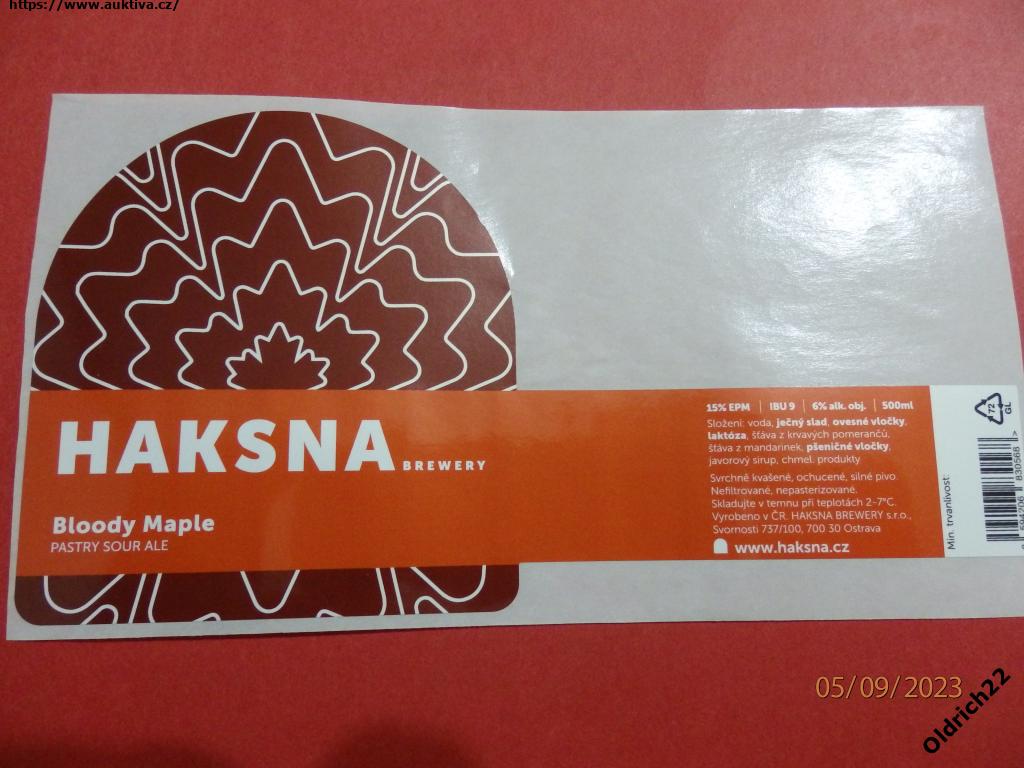 https://www.auktiva.cz/
HAKSNA BREWERY
Bloody Maple
PASTRY SOUR ALE
15% EPM | IBU 9 | 6% alk. obj. | 500ml
Složení: voda, ječný slad, ovesné vločky,
laktóza, šťáva z krvavých pomerančů,
šťáva z mandarinek, pšeničné vločky,
javorový sirup, chmel. produkty
Svrchně kvašené, ochucené, silné pivo.
Nefiltrované, nepasterizované.
Skladujte v temnu při teplotách 2-7°C.
Vyrobeno v ČR. HAKSNA BREWERY s.r.o.,
Svornosti 737/100, 700 30 Ostrava
www.haksna.cz
Min. trvanlivost:
72
GL
830568 >
05/09/2023
Oldrich22